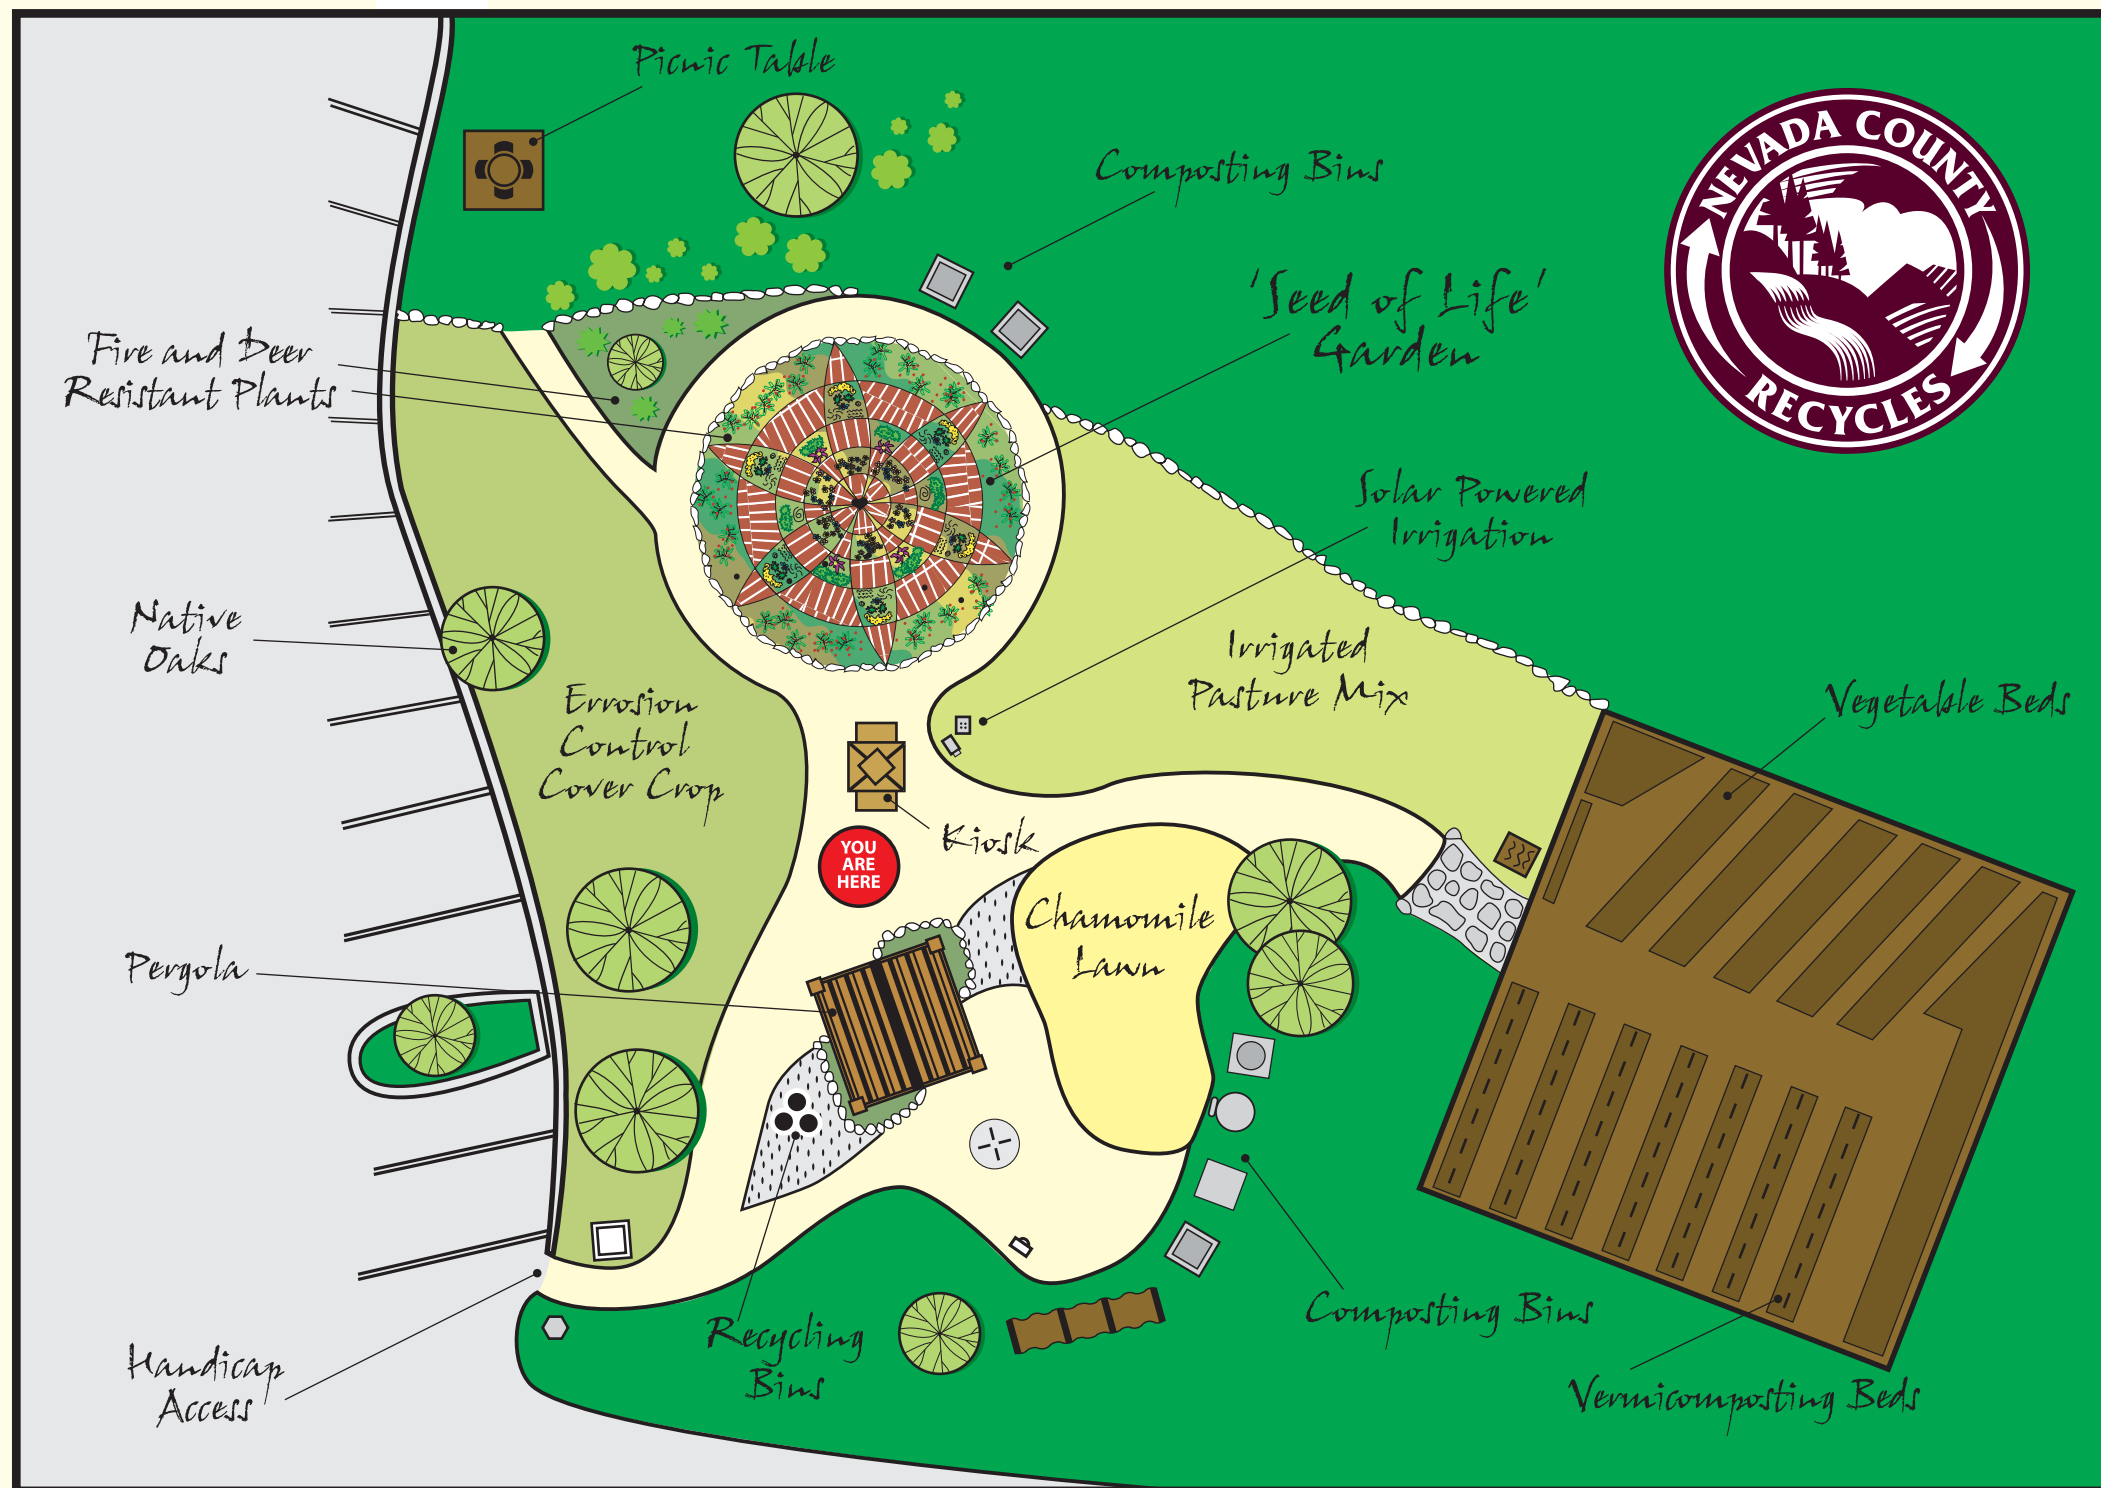 Picnic Table
Composting Bins
NEVADA COUNTY
RECYCLES
'Seed of Life'
Garden
Fire and Deer
Resistant Plants
Solar Powered
Irrigation
Native
Oaks
Irrigated
Pasture Mix
Errosion
Control
Cover Crop
Vegetable Beds
Kiosk
YOU
ARE
HERE
Chamomile
Lawn
Pergola
Composting Bins
Recycling
Bins
Handicap
Access
Vermicomposting Beds